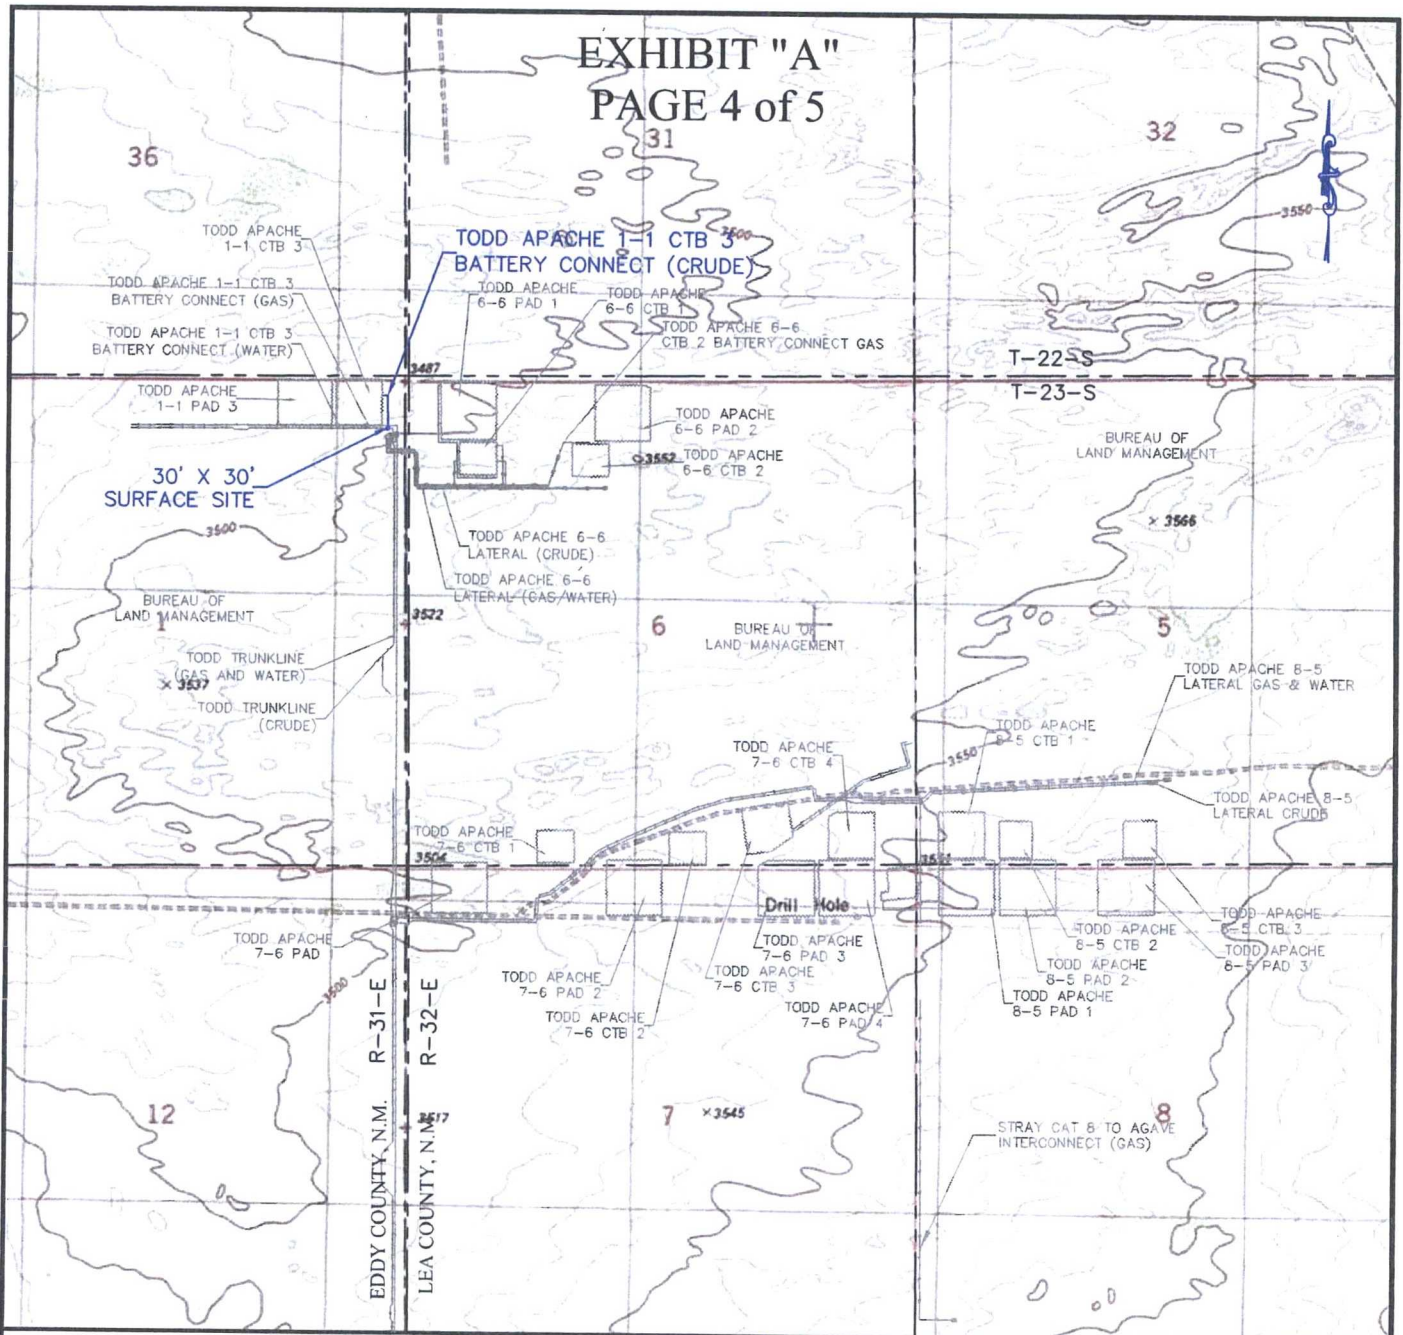 EXHIBIT "A"
PAGE 4 of 5
36
31
32
3500
3550
TODD APACHE
1-1 CTB 3
TODD APACHE 1-1 CTB 3
BATTERY CONNECT (CRUDE)
TODD APACHE 1-1 CTB 3
BATTERY CONNECT (GAS)
TODD APACHE
6-6 PAD 1
TODD APACHE
6-6 CTB 1
TODD APACHE 1-1 CTB 3
BATTERY CONNECT (WATER)
TODD APACHE 6-6
CTB 2 BATTERY CONNECT GAS
T-22-S
T-23-S
3487
TODD APACHE
1-1 PAD 3
TODD APACHE
6-6 PAD 2
BUREAU OF
LAND MANAGEMENT
3552
TODD APACHE
6-6 CTB 2
30' X 30'
SURFACE SITE
3500
3566
TODD APACHE 6-6
LATERAL (CRUDE)
TODD APACHE 6-6
LATERAL (GAS/WATER)
BUREAU OF
LAND MANAGEMENT
1
3522
6
BUREAU OF
LAND MANAGEMENT
5
TODD TRUNKLINE
(GAS AND WATER)
3537
TODD TRUNKLINE
(CRUDE)
TODD APACHE 8-5
LATERAL GAS & WATER
TODD APACHE
8-5 CTB 1
TODD APACHE
7-6 CTB 4
3550
TODD APACHE 8-5
LATERAL CRUDE
TODD APACHE
7-6 CTB 1
3504
Drill Hole
TODD APACHE
7-6 PAD 1
TODD APACHE
7-6 PAD 3
TODD APACHE
8-5 CTB 2
TODD APACHE
8-5 CTB 3
TODD APACHE
7-6 PAD 2
TODD APACHE
7-6 CTB 3
TODD APACHE
8-5 PAD 2
TODD APACHE
8-5 PAD 3
3500
TODD APACHE
7-6 CTB 2
TODD APACHE
7-6 PAD 4
TODD APACHE
8-5 PAD 1
R-31-E
R-32-E
12
3517
7
3545
8
STRAY CAT 8 TO AGAVE
INTERCONNECT (GAS)
EDDY COUNTY, N.M.
LEA COUNTY, N.M.